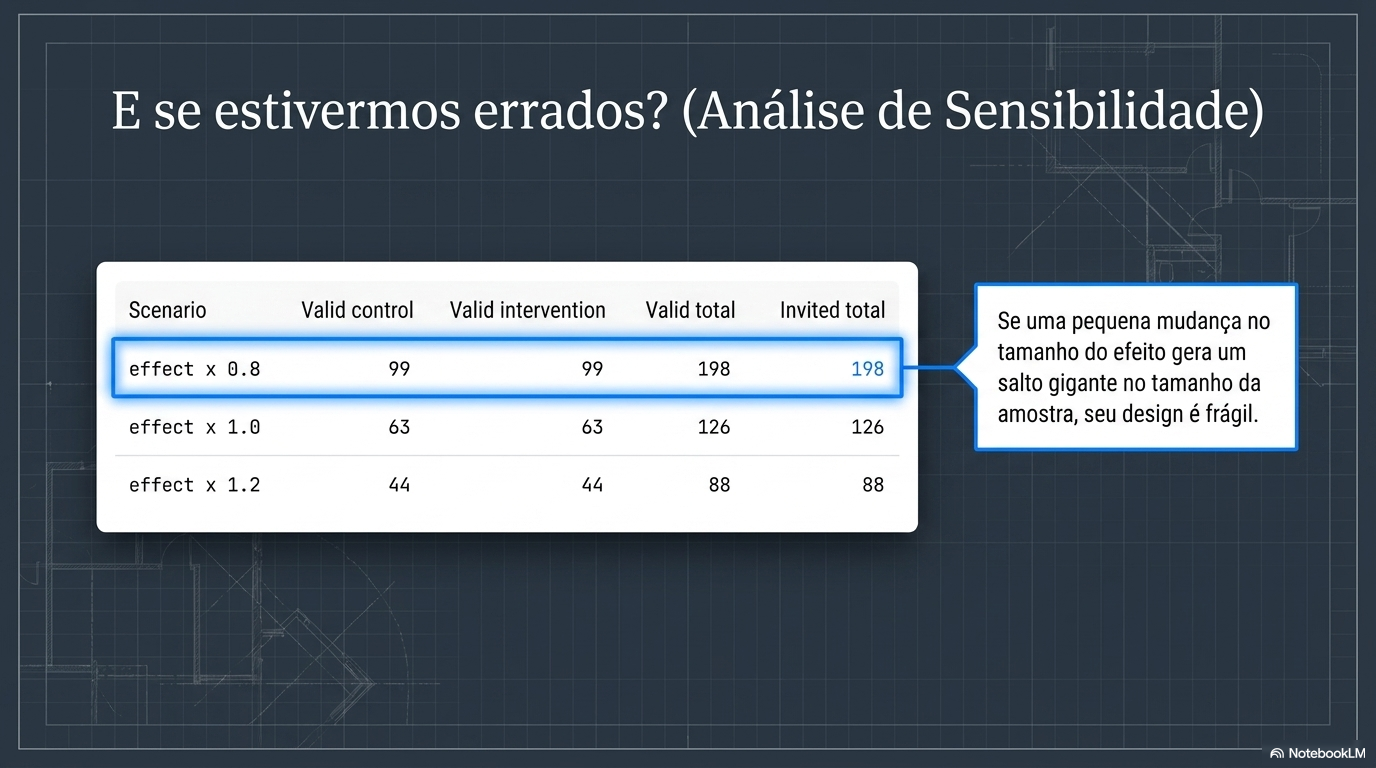 E se estivermos errados? (Análise de Sensibilidade)
Scenario Valid control Valid intervention Valid total Invited total
effect x 0.8 99 99 198 198
effect x 1.0 63 63 126 126
effect x 1.2 44 44 88 88
Se uma pequena mudança no
tamanho do efeito gera um
salto gigante no tamanho da
amostra, seu design é frágil.
NotebookLM